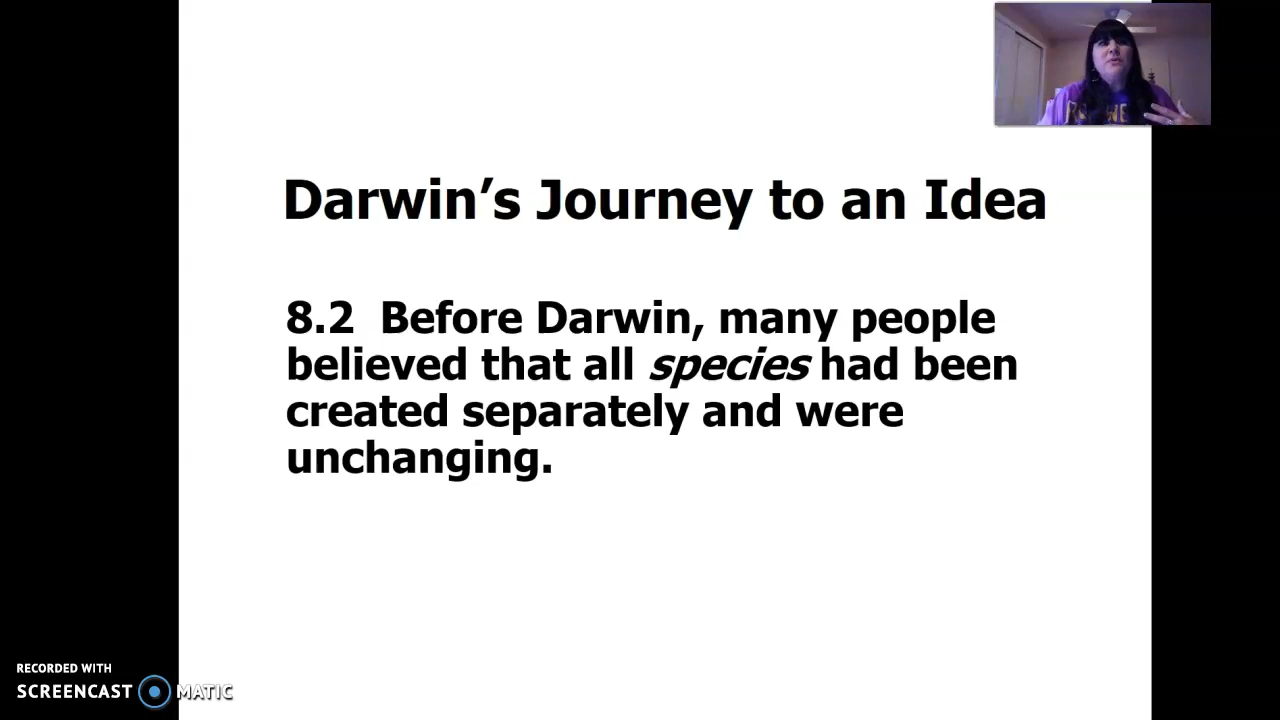 Darwin’s Journey to an Idea
8.2 Before Darwin, many people
believed that all species had been
created separately and were
unchanging.
RECORDED WITH
SCREENCAST MATIC